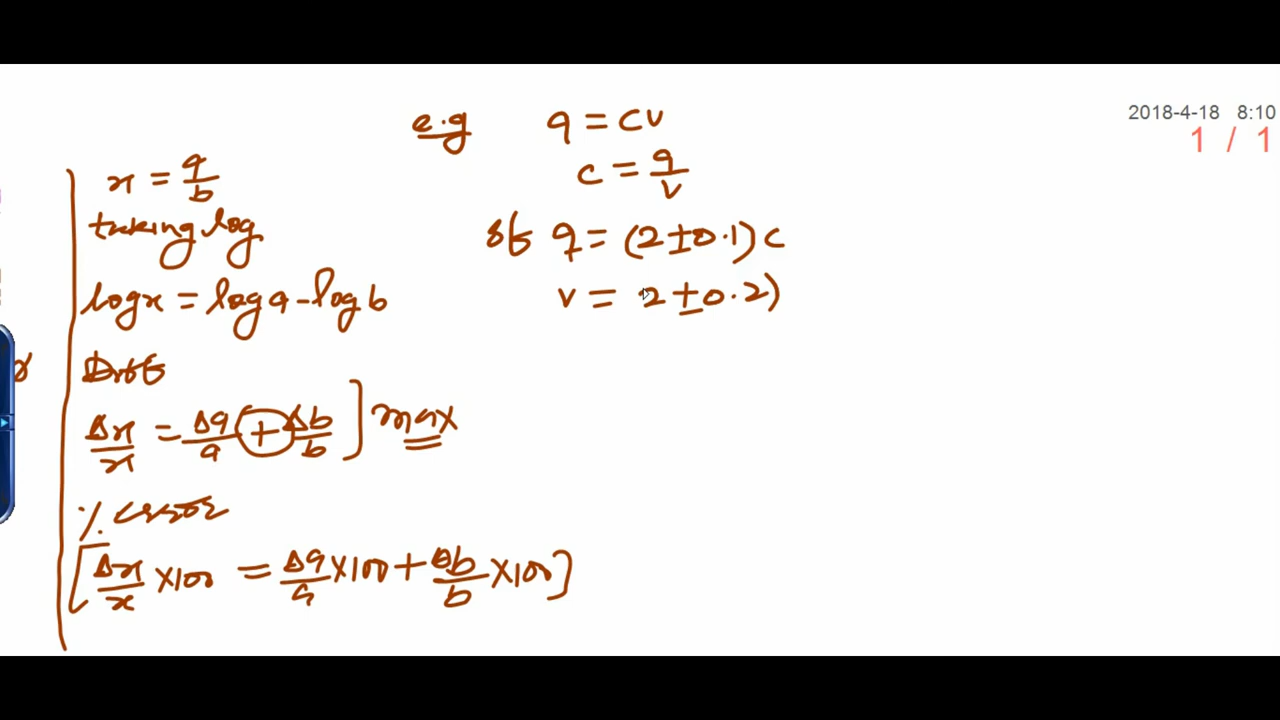 2018-4-18 8:10
1 / 1
x = a/b
taking log
log x = log a - log b
Diff
Δx/x = Δa/a + Δb/b ] max
% error
[ Δx/x × 100 = Δa/a × 100 + Δb/b × 100 ]
e.g q = cv
c = q/v
If q = (2 ± 0.1) c
v = 2 ± 0.2)